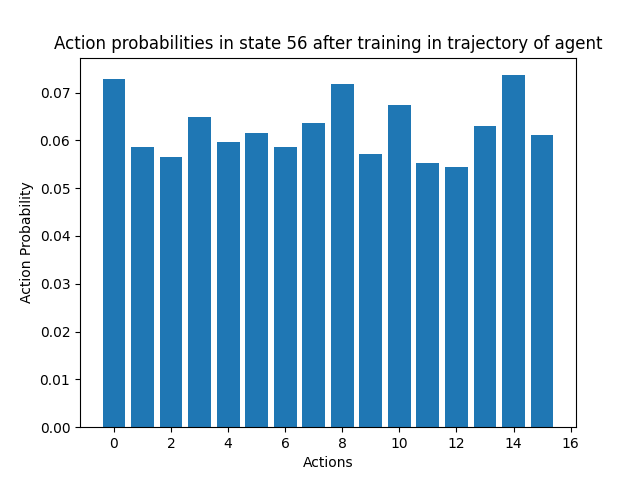 Action probabilities in state 56 after training in trajectory of agent
0.07
0.06
0.05
0.04
0.03
0.02
0.01
0.00
Action Probability
0 2 4 6 8 10 12 14 16
Actions